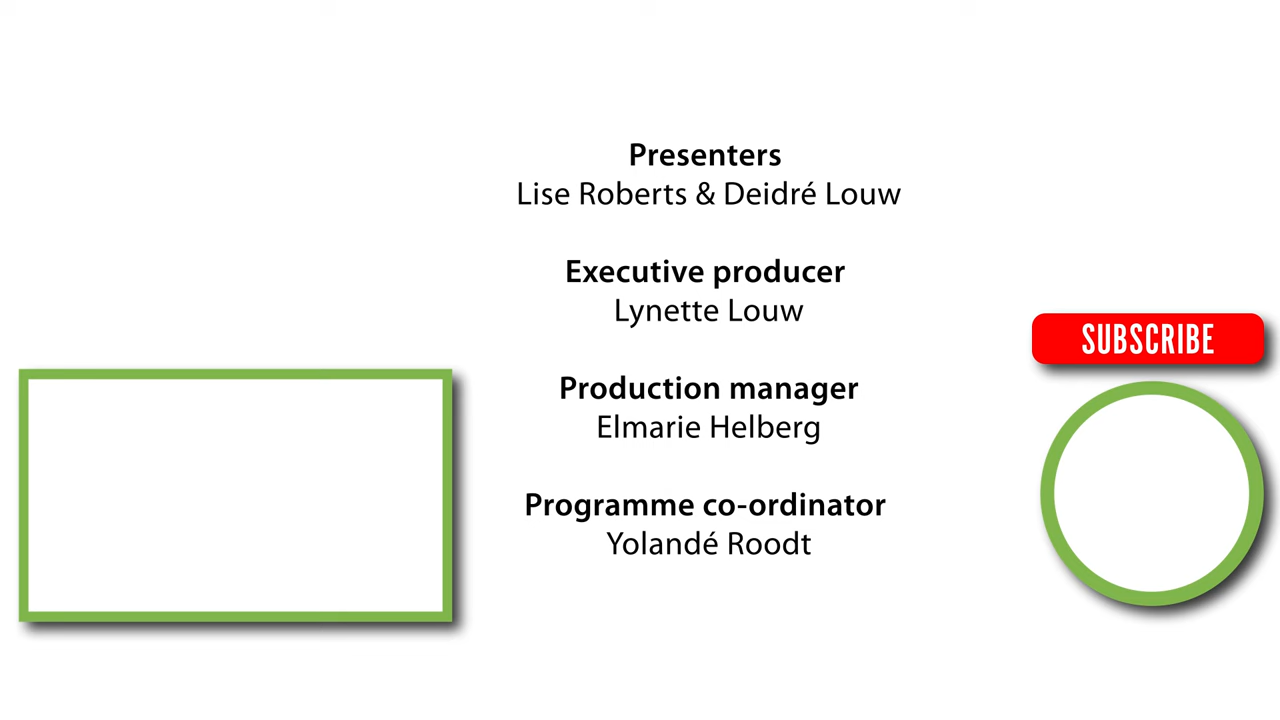 Presenters
Lise Roberts & Deidré Louw
Executive producer
Lynette Louw
Production manager
Elmarie Helberg
Programme co-ordinator
Yolandé Roodt
SUBSCRIBE